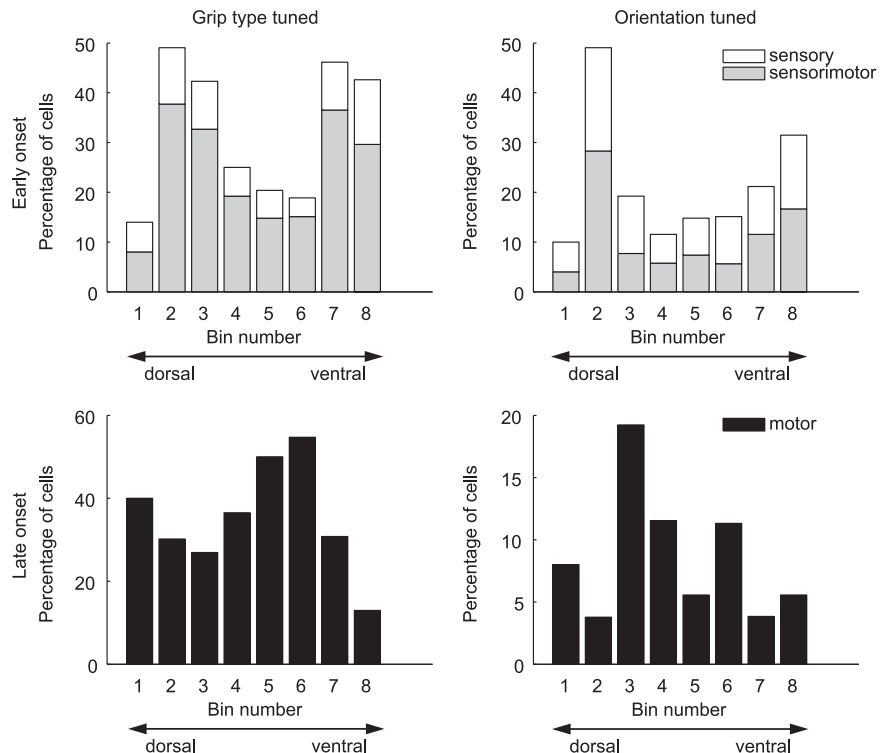 Grip type tuned
Early onset
Percentage of cells
50
40
30
20
10
0
1 2 3 4 5 6 7 8
Bin number
dorsal ventral
Orientation tuned
sensory
sensorimotor
Percentage of cells
50
40
30
20
10
0
1 2 3 4 5 6 7 8
Bin number
dorsal ventral
Late onset
Percentage of cells
60
40
20
0
1 2 3 4 5 6 7 8
Bin number
dorsal ventral
motor
Percentage of cells
20
15
10
5
0
1 2 3 4 5 6 7 8
Bin number
dorsal ventral